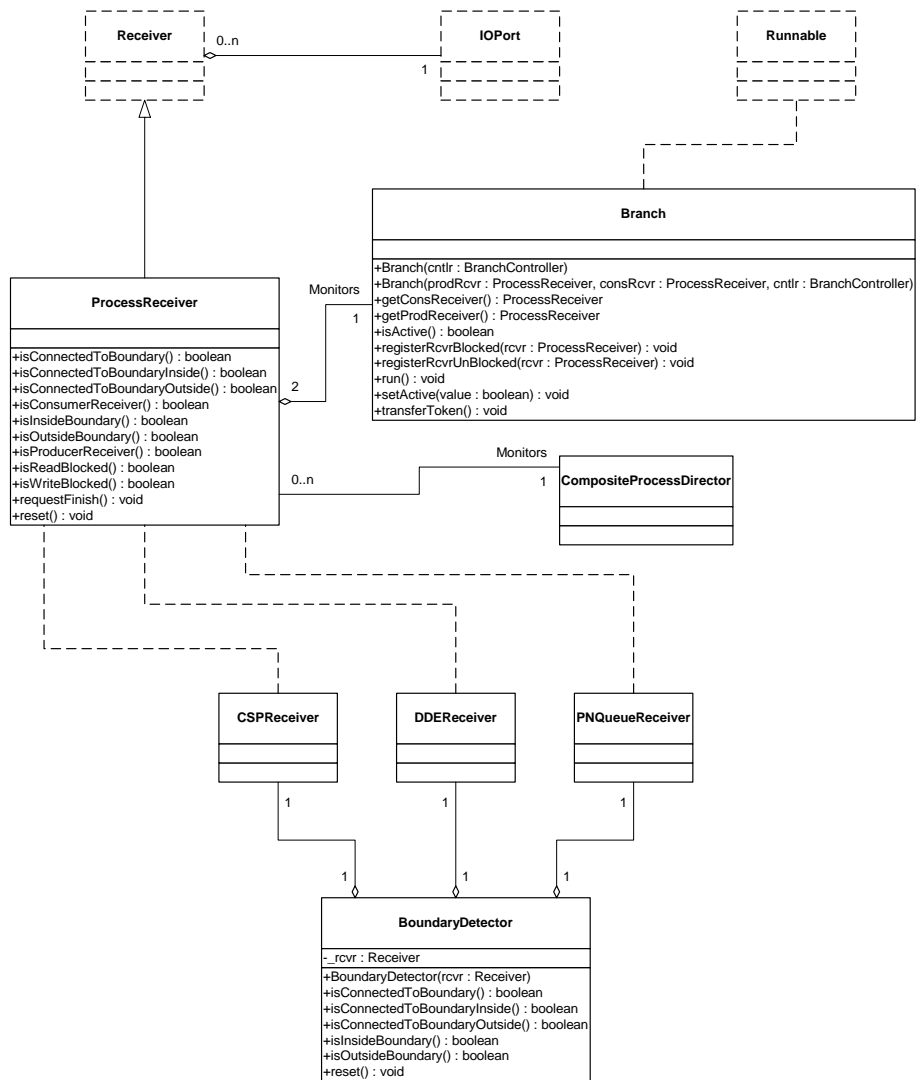 Receiver
0..n
1
IOPort
Runnable
Branch
+Branch(cntlr : BranchController)
+Branch(prodRcvr : ProcessReceiver, consRcvr : ProcessReceiver, cntlr : BranchController)
+getConsReceiver() : ProcessReceiver
+getProdReceiver() : ProcessReceiver
+isActive() : boolean
+registerRcvrBlocked(rcvr : ProcessReceiver) : void
+registerRcvrUnBlocked(rcvr : ProcessReceiver) : void
+run() : void
+setActive(value : boolean) : void
+transferToken() : void
ProcessReceiver
+isConnectedToBoundary() : boolean
+isConnectedToBoundaryInside() : boolean
+isConnectedToBoundaryOutside() : boolean
+isConsumerReceiver() : boolean
+isInsideBoundary() : boolean
+isOutsideBoundary() : boolean
+isProducerReceiver() : boolean
+isReadBlocked() : boolean
+isWriteBlocked() : boolean
+requestFinish() : void
+reset() : void
Monitors
1
2
Monitors
0..n
1
CompositeProcessDirector
CSPReceiver
DDEReceiver
PNQueueReceiver
1
1
1
1
1
1
BoundaryDetector
-_rcvr : Receiver
+BoundaryDetector(rcvr : Receiver)
+isConnectedToBoundary() : boolean
+isConnectedToBoundaryInside() : boolean
+isConnectedToBoundaryOutside() : boolean
+isInsideBoundary() : boolean
+isOutsideBoundary() : boolean
+reset() : void